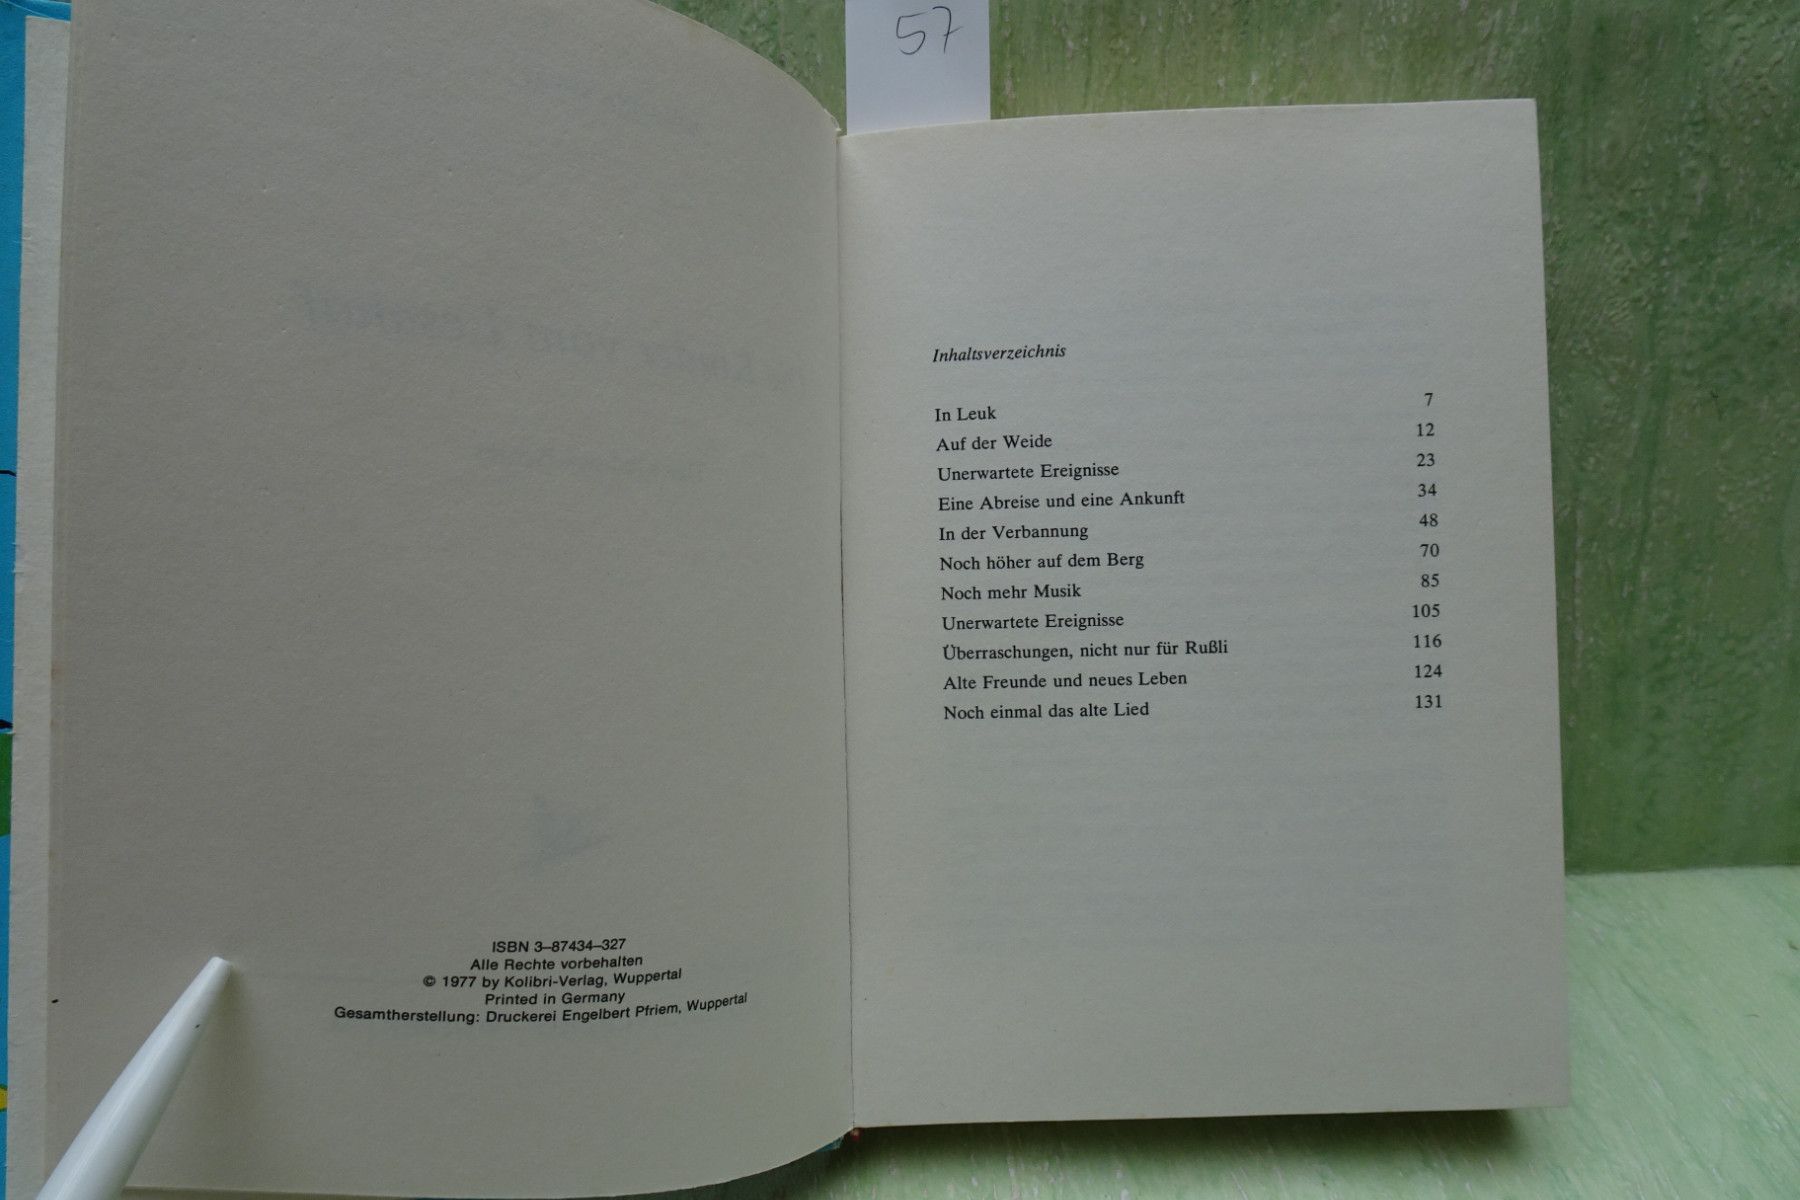 57
ISBN 3–87434–327
Alle Rechte vorbehalten
© 1977 by Kolibri-Verlag, Wuppertal
Printed in Germany
Gesamtherstellung: Druckerei Engelbert Pfriem, Wuppertal
Inhaltsverzeichnis
In Leuk 7
Auf der Weide 12
Unerwartete Ereignisse 23
Eine Abreise und eine Ankunft 34
In der Verbannung 48
Noch höher auf dem Berg 70
Noch mehr Musik 85
Unerwartete Ereignisse 105
Überraschungen, nicht nur für Rußli 116
Alte Freunde und neues Leben 124
Noch einmal das alte Lied 131